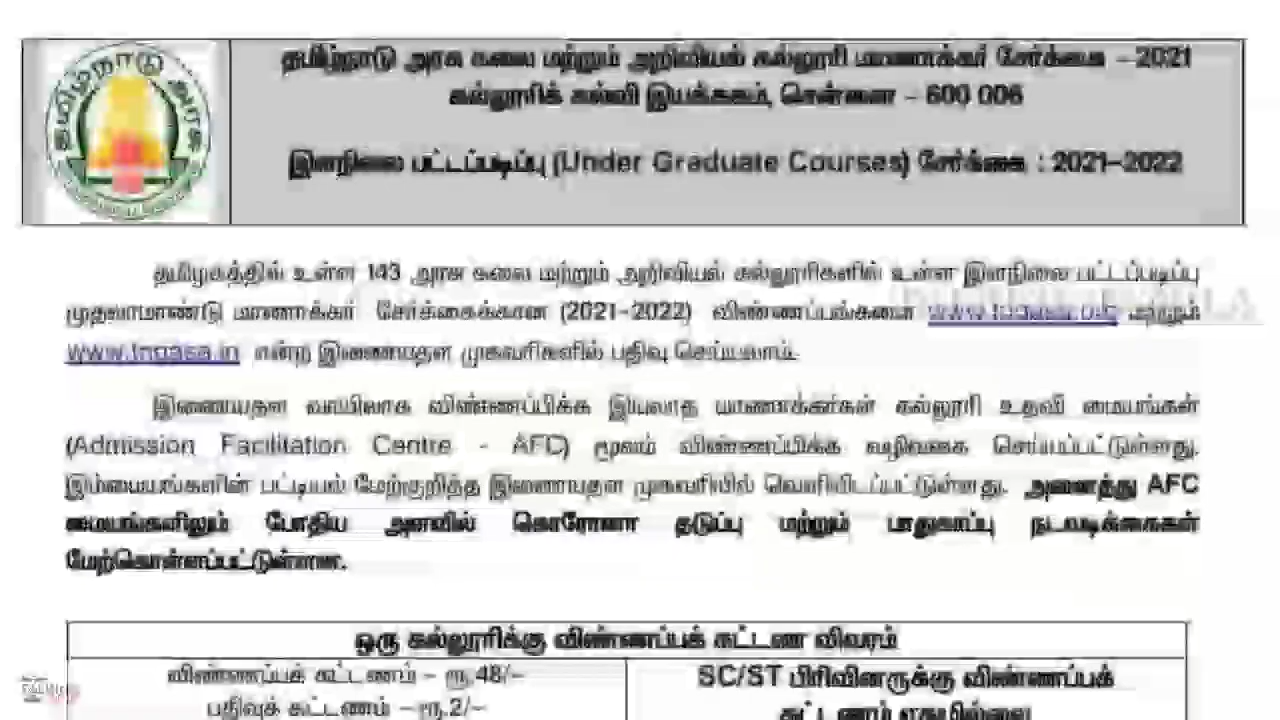 தமிழ்நாடு அரசு
தமிழ்நாடு அரசு கலை மற்றும் அறிவியல் கல்லூரி மாணாக்கர் சேர்க்கை – 2021
கல்லூரிக் கல்வி இயக்ககம், சென்னை – 600 006
இளநிலை பட்டப்படிப்பு (Under Graduate Courses) சேர்க்கை : 2021–2022
தமிழகத்தில் உள்ள 143 அரசு கலை மற்றும் அறிவியல் கல்லூரிகளில் உள்ள இளநிலை பட்டப்படிப்பு
முதலாமாண்டு மாணாக்கர் சேர்க்கைக்கான (2021-2022) விண்ணப்பங்களை மற்றும்
www.tngasa.in என்ற இணையதள முகவரிகளில் பதிவு செய்யலாம்.
இணையதள வாயிலாக விண்ணப்பிக்க இயலாத மாணாக்கர்கள் கல்லூரி உதவி மையங்கள்
(Admission Facilitation Centre - AFC) மூலம் விண்ணப்பிக்க வழிவகை செய்யப்பட்டுள்ளது.
இம்மையங்களின் பட்டியல் மேற்குறித்த இணையதள முகவரியில் வெளியிடப்பட்டுள்ளது. அனைத்து AFC
மையங்களிலும் போதிய அளவில் கொரோனா தடுப்பு மற்றும் பாதுகாப்பு நடவடிக்கைகள்
மேற்கொள்ளப்பட்டுள்ளன.
ஒரு கல்லூரிக்கு விண்ணப்பக் கட்டண விவரம்
விண்ணப்பக் கட்டணம் – ரூ.48/–
பதிவுக் கட்டணம் – ரூ.2/–
SC/ST பிரிவினருக்கு விண்ணப்பக்
கட்டணம் ஏதுமில்லை